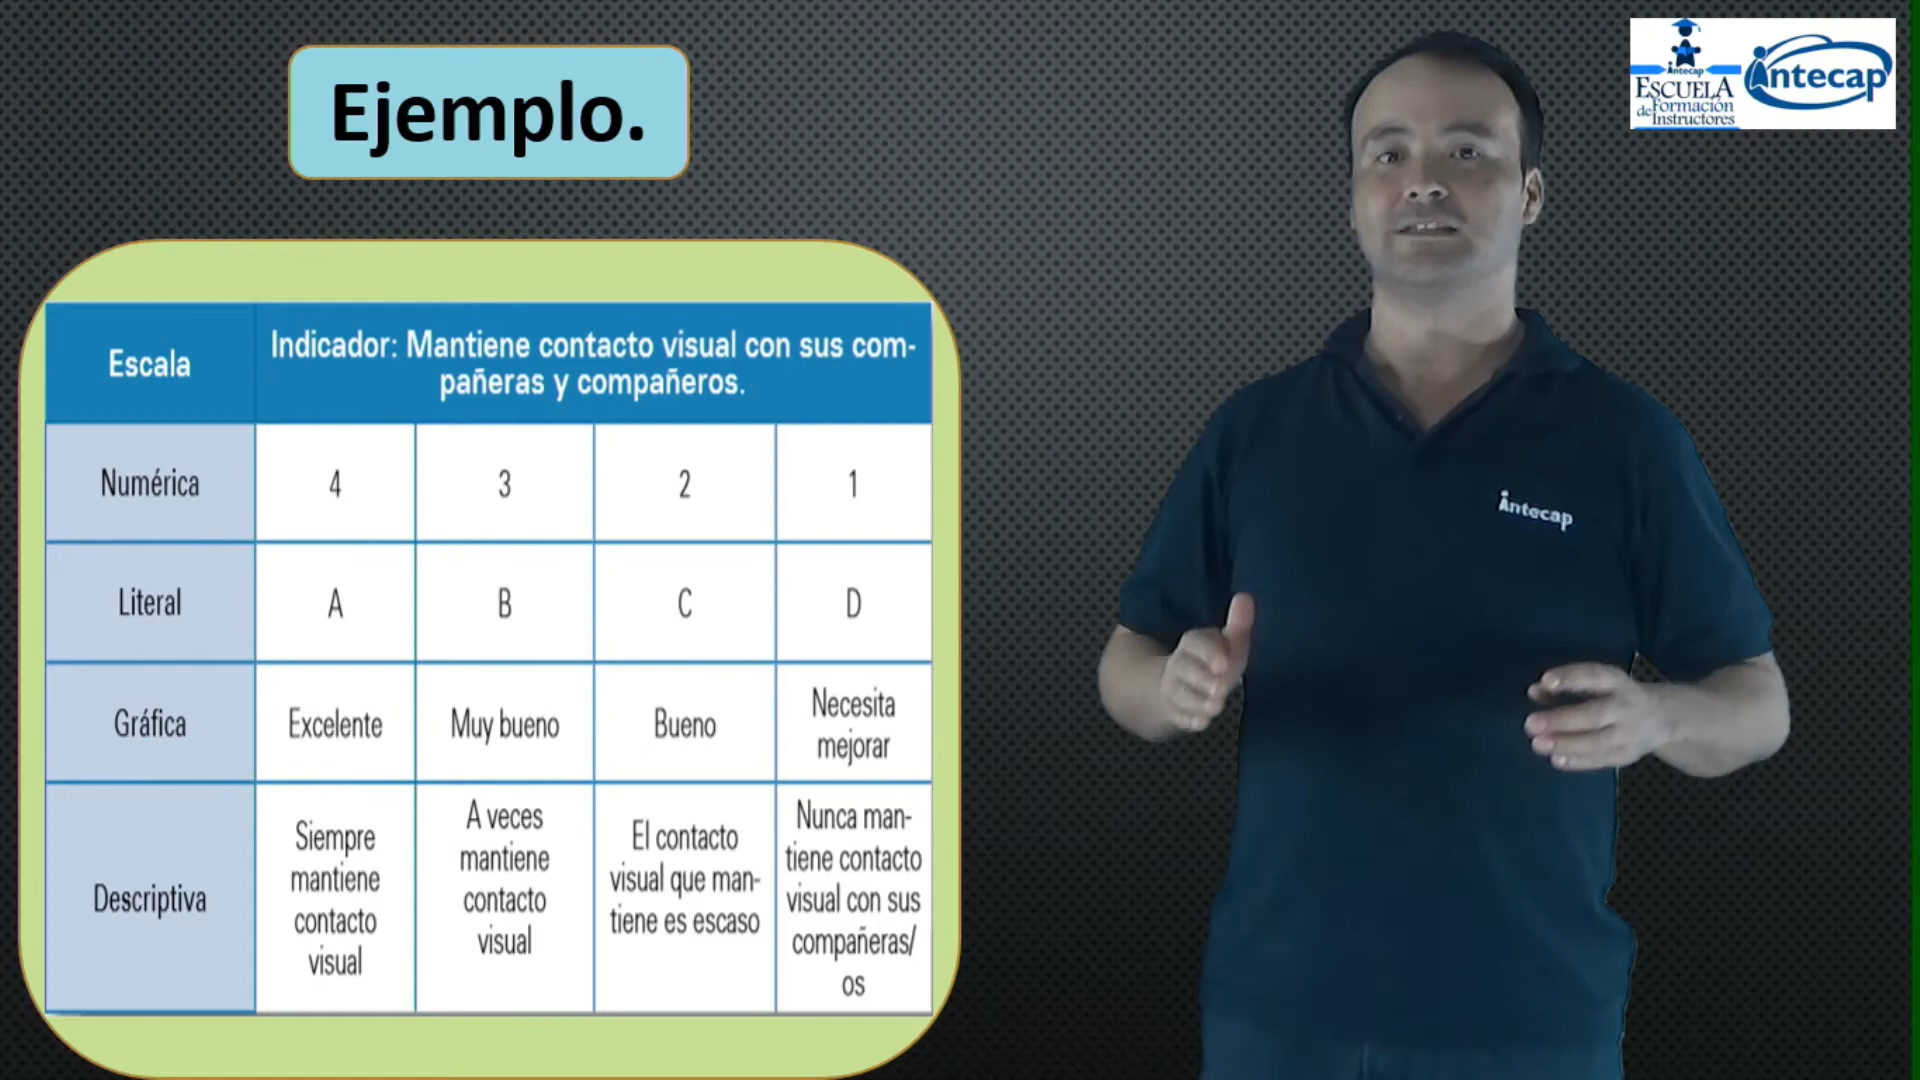 Ejemplo.
Escala
Indicador: Mantiene contacto visual con sus com-
pañeras y compañeros.
Numérica
4
3
2
1
Literal
A
B
C
D
Gráfica
Excelente
Muy bueno
Bueno
Necesita
mejorar
Descriptiva
Siempre
mantiene
contacto
visual
A veces
mantiene
contacto
visual
El contacto
visual que man-
tiene es escaso
Nunca man-
tiene contacto
visual con sus
compañeras/
os
intecap
ESCUELA
de Formación
Instructores
intecap
intecap